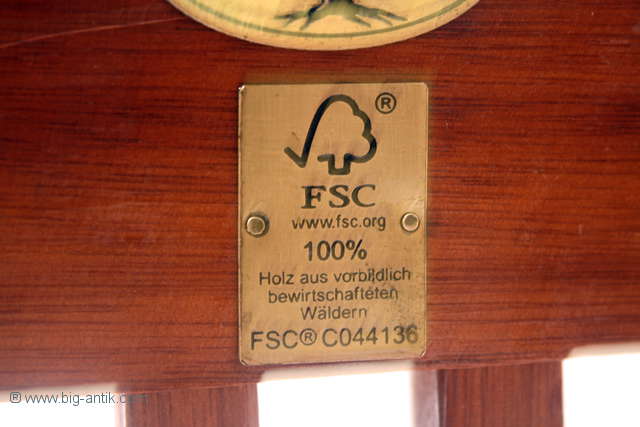 ®
FSC
www.fsc.org
100%
Holz aus vorbildlich
bewirtschafteten
Wäldern
FSC® C044136
® www.big-antik.com